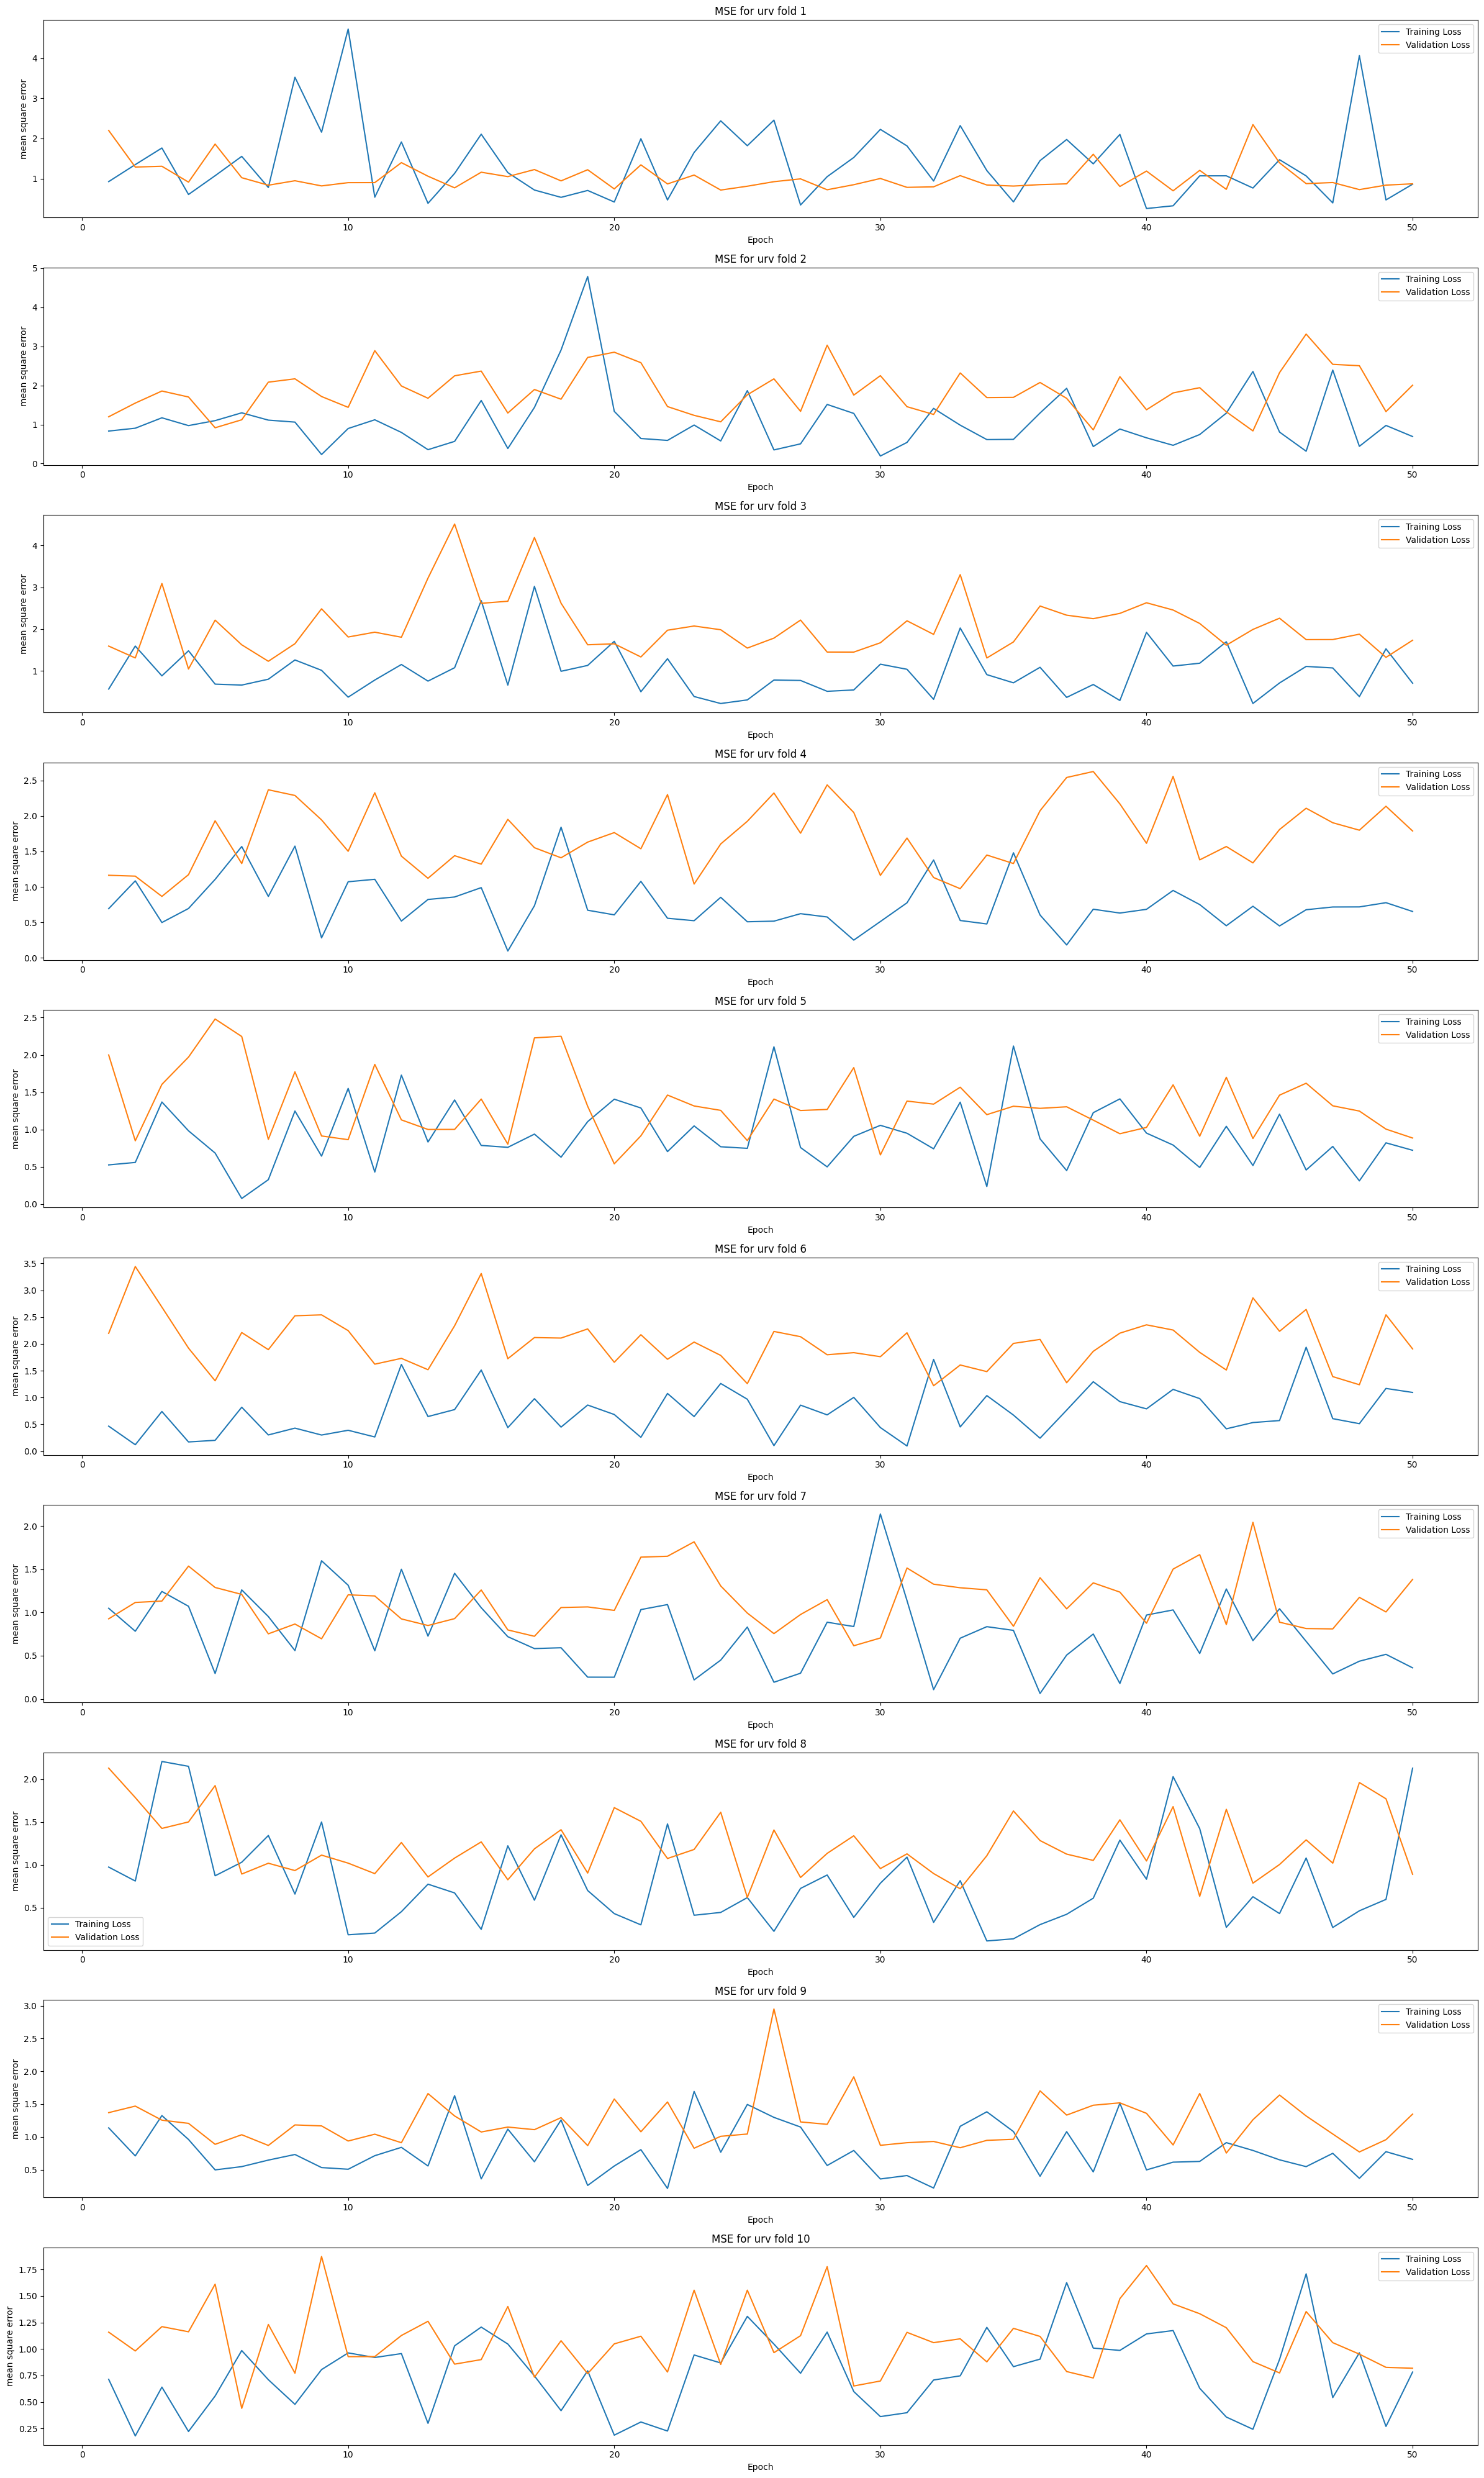 MSE for urv fold 1
Training Loss
Validation Loss
mean square error
4
3
2
1
0 10 20 30 40 50
Epoch
MSE for urv fold 2
Training Loss
Validation Loss
mean square error
5
4
3
2
1
0
0 10 20 30 40 50
Epoch
MSE for urv fold 3
Training Loss
Validation Loss
mean square error
4
3
2
1
0 10 20 30 40 50
Epoch
MSE for urv fold 4
Training Loss
Validation Loss
mean square error
2.5
2.0
1.5
1.0
0.5
0.0
0 10 20 30 40 50
Epoch
MSE for urv fold 5
Training Loss
Validation Loss
mean square error
2.5
2.0
1.5
1.0
0.5
0.0
0 10 20 30 40 50
Epoch
MSE for urv fold 6
Training Loss
Validation Loss
mean square error
3.5
3.0
2.5
2.0
1.5
1.0
0.5
0.0
0 10 20 30 40 50
Epoch
MSE for urv fold 7
Training Loss
Validation Loss
mean square error
2.0
1.5
1.0
0.5
0.0
0 10 20 30 40 50
Epoch
MSE for urv fold 8
mean square error
2.0
1.5
1.0
0.5
Training Loss
Validation Loss
0 10 20 30 40 50
Epoch
MSE for urv fold 9
Training Loss
Validation Loss
mean square error
3.0
2.5
2.0
1.5
1.0
0.5
0 10 20 30 40 50
Epoch
MSE for urv fold 10
Training Loss
Validation Loss
mean square error
1.75
1.50
1.25
1.00
0.75
0.50
0.25
0 10 20 30 40 50
Epoch